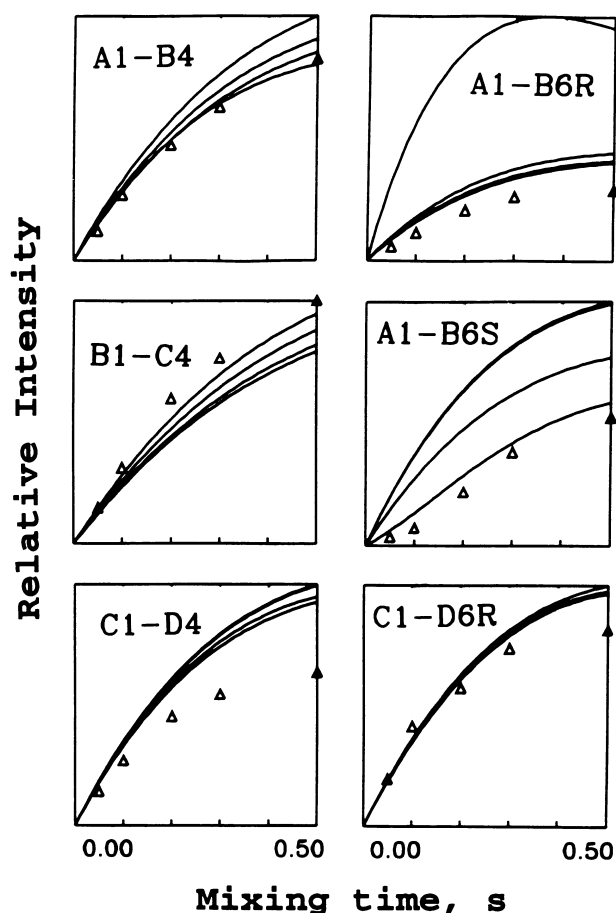 A1-B4
A1-B6R
B1-C4
A1-B6S
C1-D4
C1-D6R
Relative Intensity
0.00 0.50 0.00 0.50
Mixing time, s